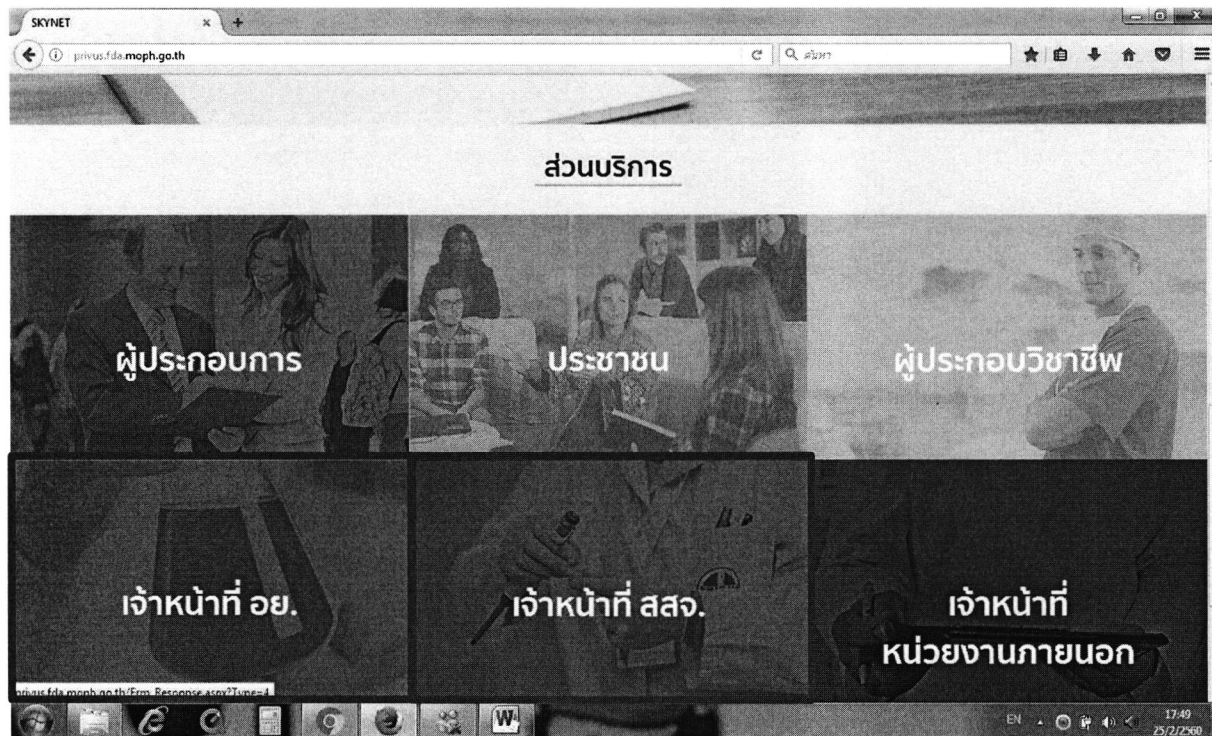 SKYNET
privus.fda.moph.go.th
ค้นหา
ส่วนบริการ
ผู้ประกอบการ
ประชาชน
ผู้ประกอบวิชาชีพ
เจ้าหน้าที่ อย.
เจ้าหน้าที่ สสจ.
เจ้าหน้าที่
หน่วยงานภายนอก
privus.fda.moph.go.th/Frm_Response.aspx?Type=4
EN
17:49
25/2/2560